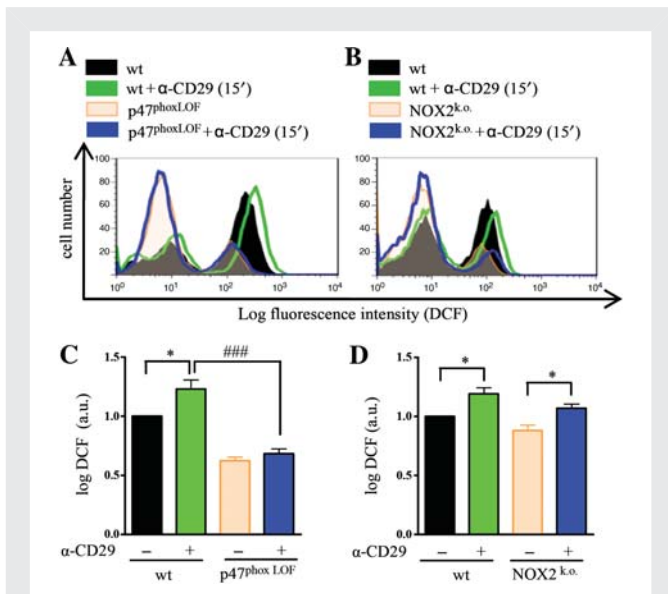 A
wt
wt + α-CD29 (15′)
p47phoxLOF
p47phoxLOF + α-CD29 (15′)
B
wt
wt + α-CD29 (15′)
NOX2k.o.
NOX2k.o. + α-CD29 (15′)
cell number
100
80
60
40
20
10⁰ 10¹ 10² 10³ 10⁴
100
80
60
40
20
10⁰ 10¹ 10² 10³ 10⁴
Log fluorescence intensity (DCF)
C
log DCF (a.u.)
1.5
1.0
0.5
0.0
* ###
α-CD29 – + – +
wt p47phox LOF
D
log DCF (a.u.)
1.5
1.0
0.5
0.0
* *
α-CD29 – + – +
wt NOX2 k.o.